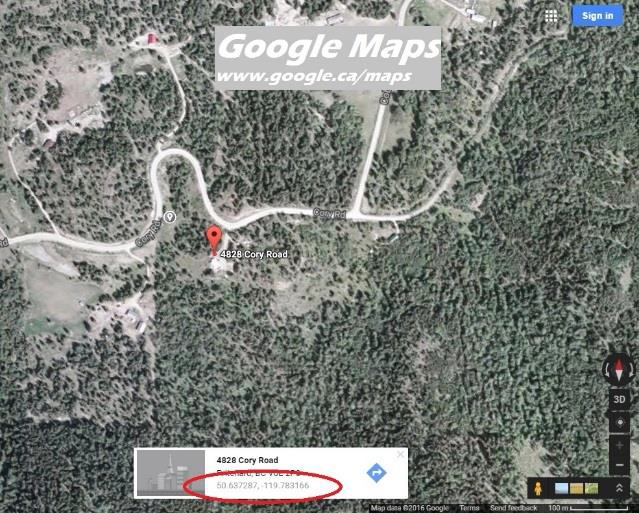 Google Maps
www.google.ca/maps
Sign in
Cory Rd
Cory Rd
4828 Cory Road
4828 Cory Road
50.637287, -119.783166
3D
Map data ©2016 Google Terms Send feedback 100 m